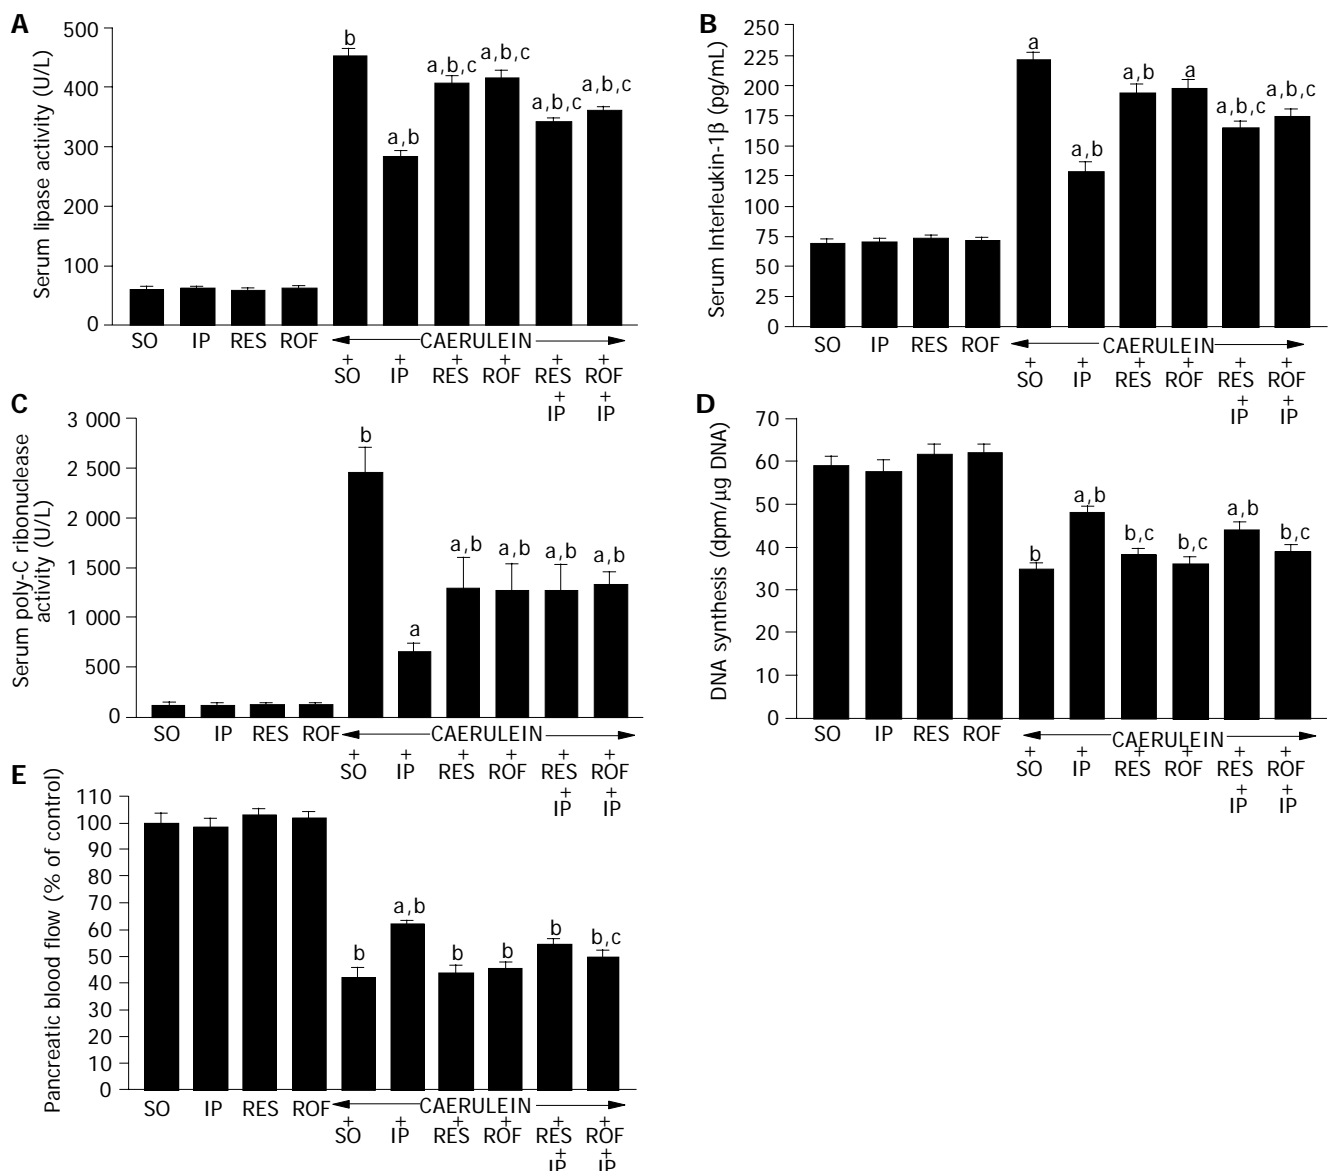 A
Serum lipase activity (U/L)
500
400
300
200
100
0
b
a,b
a,b,c
a,b,c
a,b,c
a,b,c
SO IP RES ROF CAERULEIN
+ + + + + +
SO IP RES ROF RES ROF
+ +
IP IP
B
Serum Interleukin-1β (pg/mL)
250
225
200
175
150
125
100
75
50
25
0
a
a,b
a,b
a
a,b,c
a,b,c
SO IP RES ROF CAERULEIN
+ + + + + +
SO IP RES ROF RES ROF
+ +
IP IP
C
Serum poly-C ribonuclease
activity (U/L)
3 000
2 500
2 000
1 500
1 000
500
0
b
a
a,b
a,b
a,b
a,b
SO IP RES ROF CAERULEIN
+ + + + + +
SO IP RES ROF RES ROF
+ +
IP IP
D
DNA synthesis (dpm/μg DNA)
70
60
50
40
30
20
10
0
b
a,b
b,c
b,c
a,b
b,c
SO IP RES ROF CAERULEIN
+ + + + + +
SO IP RES ROF RES ROF
+ +
IP IP
E
Pancreatic blood flow (% of control)
110
100
90
80
70
60
50
40
30
20
10
0
b
a,b
b
b
b
b,c
SO IP RES ROF CAERULEIN
+ + + + + +
SO IP RES ROF RES ROF
+ +
IP IP